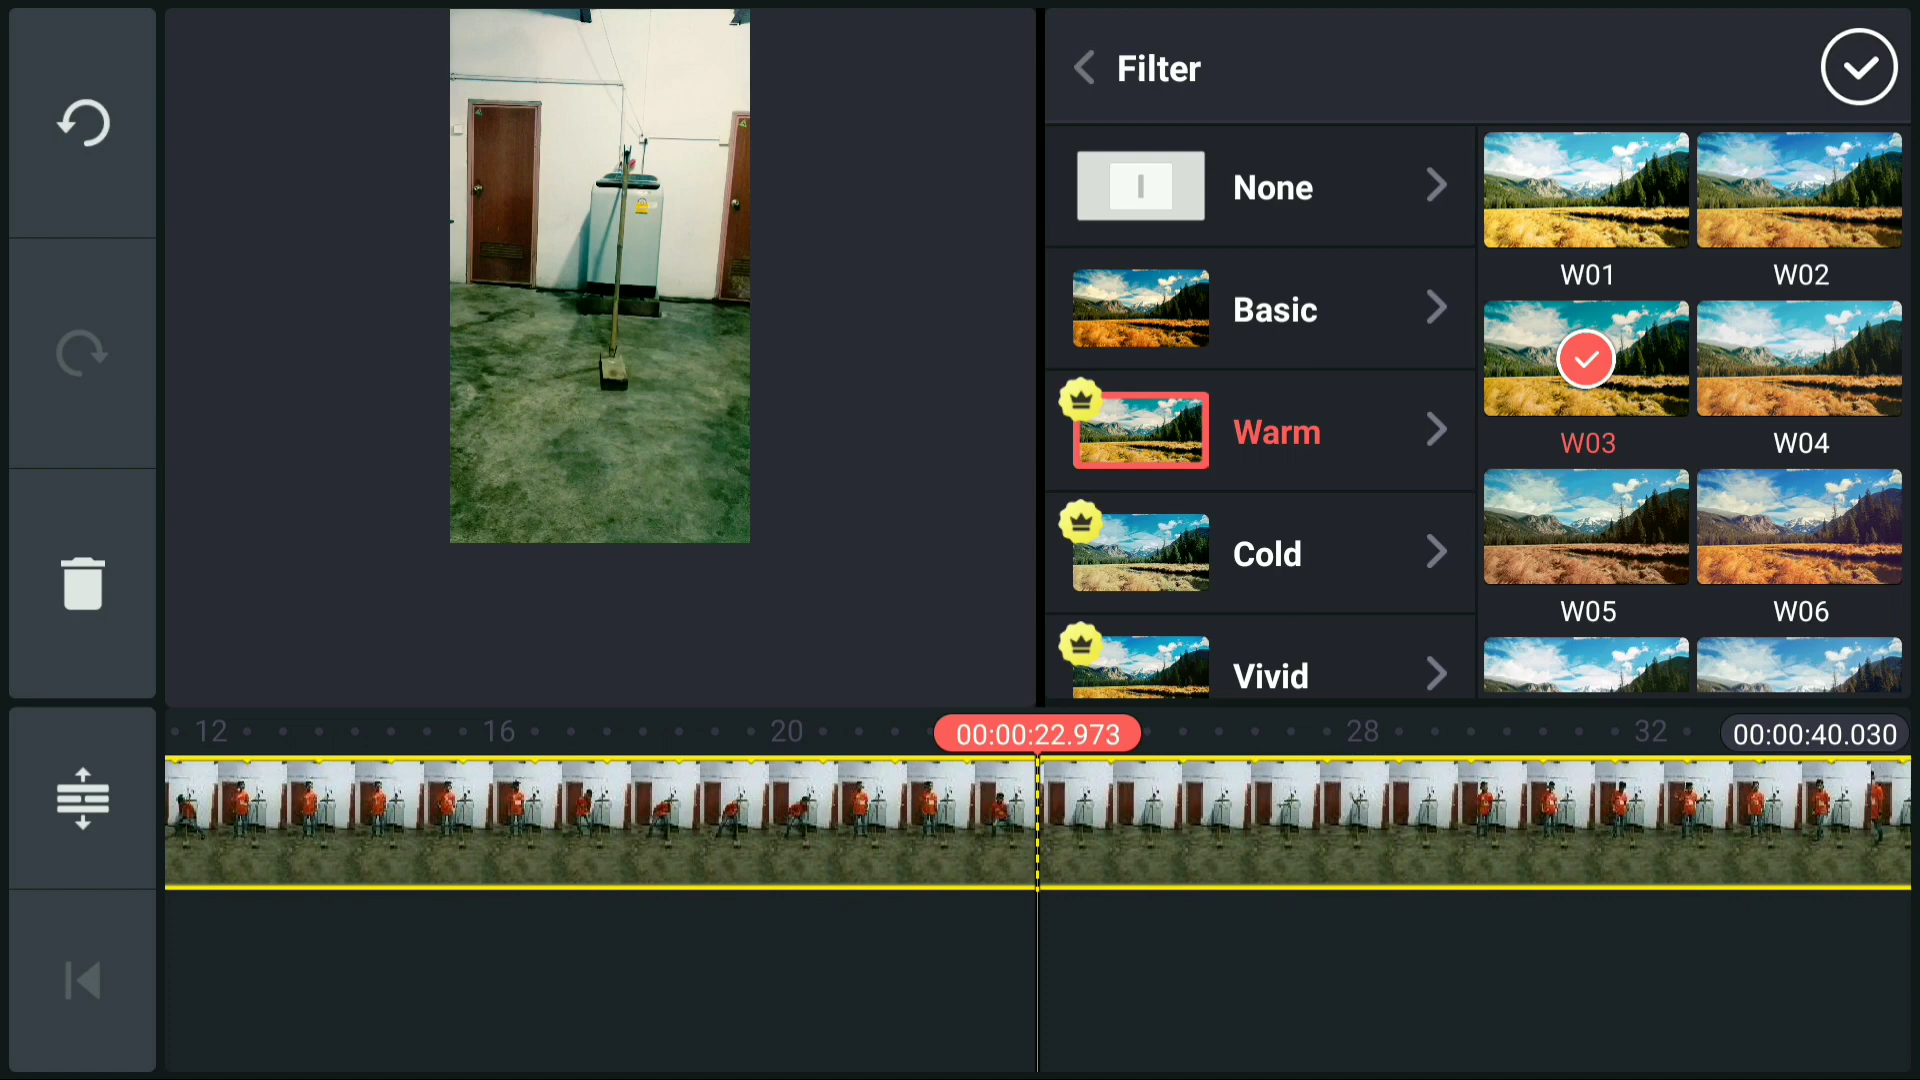 Filter
None
Basic
Warm
Cold
Vivid
W01 W02
W03 W04
W05 W06
12 16 20 00:00:22.973 28 32 00:00:40.030